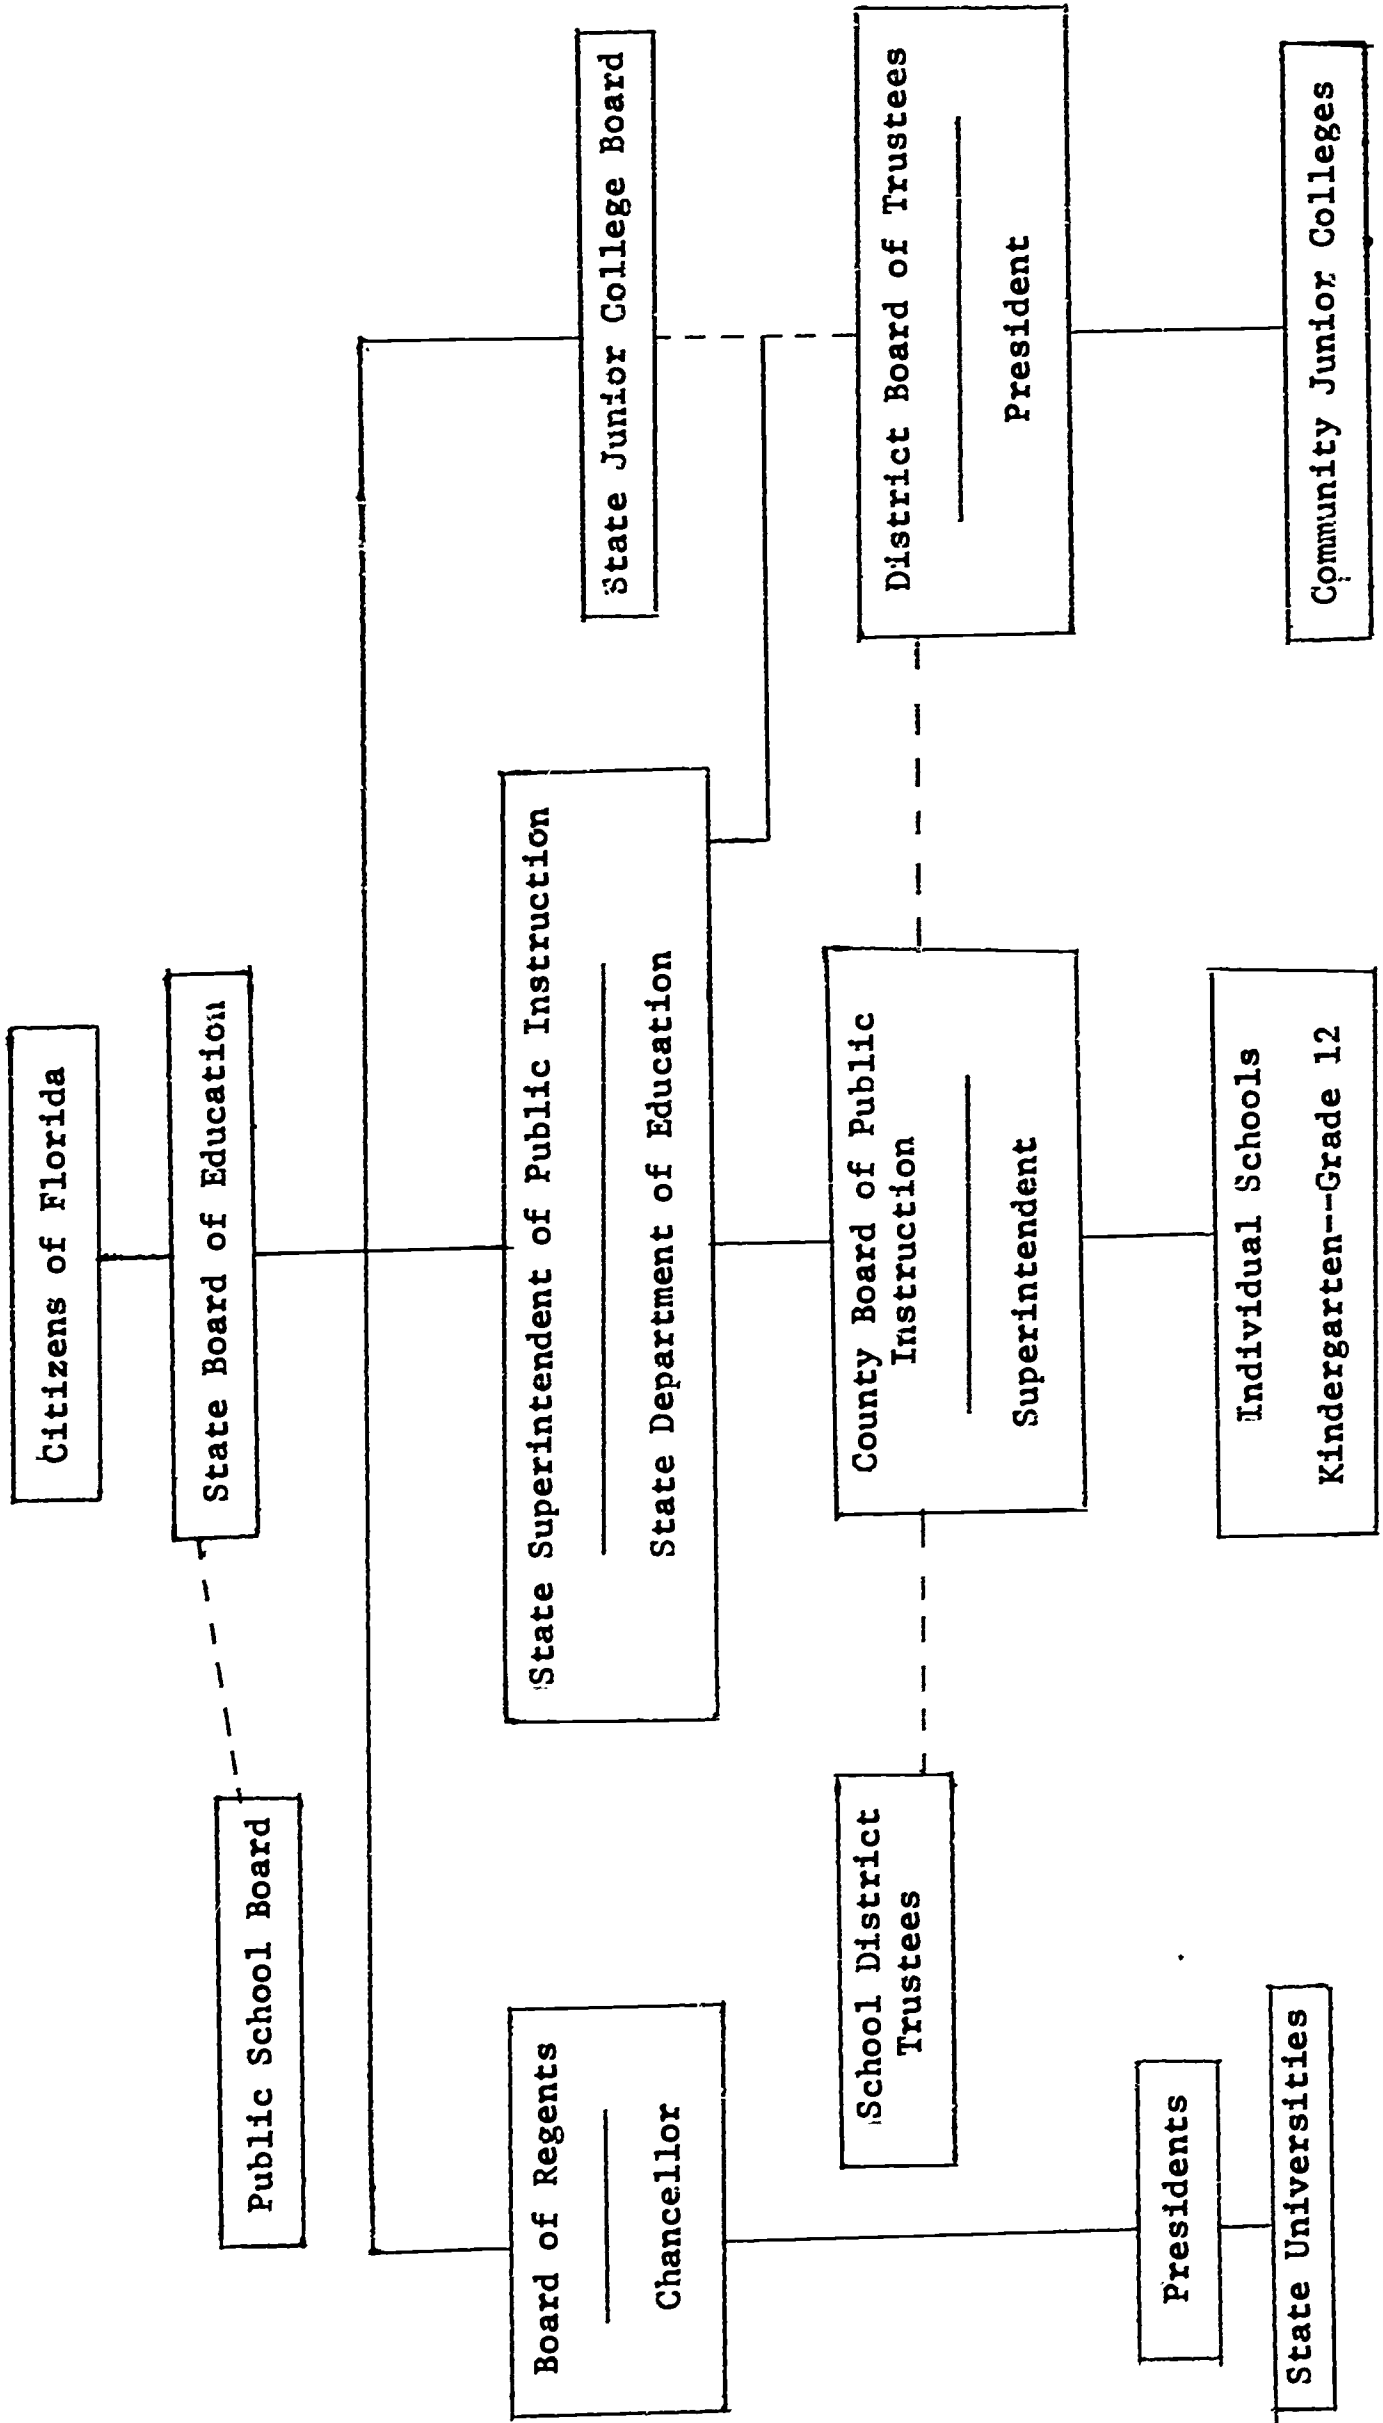 Citizens of Florida
State Board of Education
Public School Board
Board of Regents
Chancellor
State Superintendent of Public Instruction
State Department of Education
State Junior College Board
School District
Trustees
County Board of Public
Instruction
Superintendent
District Board of Trustees
President
Presidents
State Universities
Individual Schools
Kindergarten--Grade 12
Community Junior Colleges